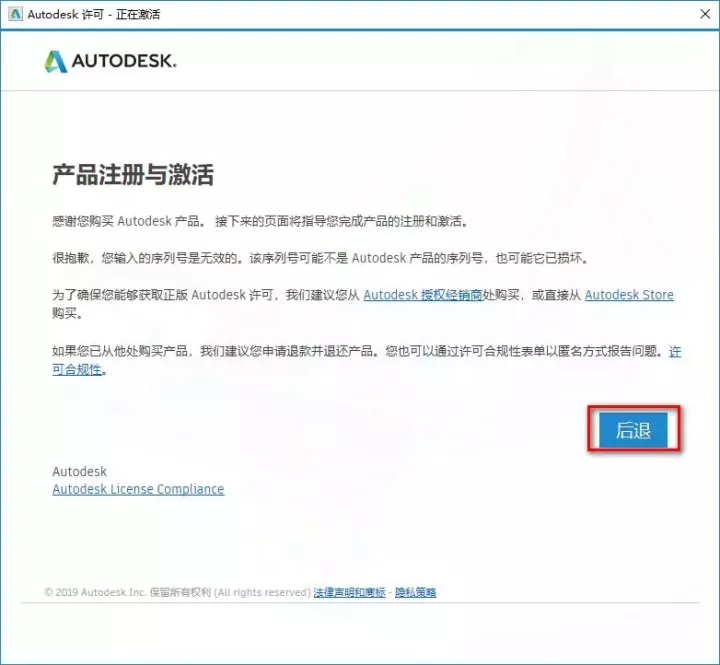 Autodesk 许可 - 正在激活
AUTODESK.
产品注册与激活
感谢您购买 Autodesk 产品。 接下来的页面将指导您完成产品的注册和激活。
很抱歉，您输入的序列号是无效的。该序列号可能不是 Autodesk 产品的序列号，也可能它已损坏。
为了确保您能够获取正版 Autodesk 许可，我们建议您从 Autodesk 授权经销商处购买，或直接从 Autodesk Store
购买。
如果您已从他处购买产品，我们建议您申请退款并退还产品。您也可以通过许可合规性表单以匿名方式报告问题。许
可合规性。
后退
Autodesk
Autodesk License Compliance
© 2019 Autodesk, Inc. 保留所有权利 (All rights reserved) 法律声明和商标 - 隐私策略